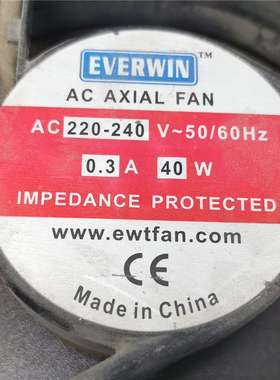 EVERWIN™
AC AXIAL FAN
AC 220-240 V~50/60Hz
0.3 A 40 W
IMPEDANCE PROTECTED
www.ewtfan.com
CE
Made in China